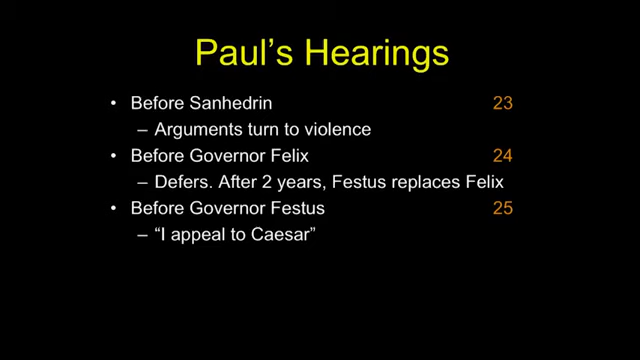 Paul’s Hearings
• Before Sanhedrin 23
– Arguments turn to violence
• Before Governor Felix 24
– Defers. After 2 years, Festus replaces Felix
• Before Governor Festus 25
– “I appeal to Caesar”